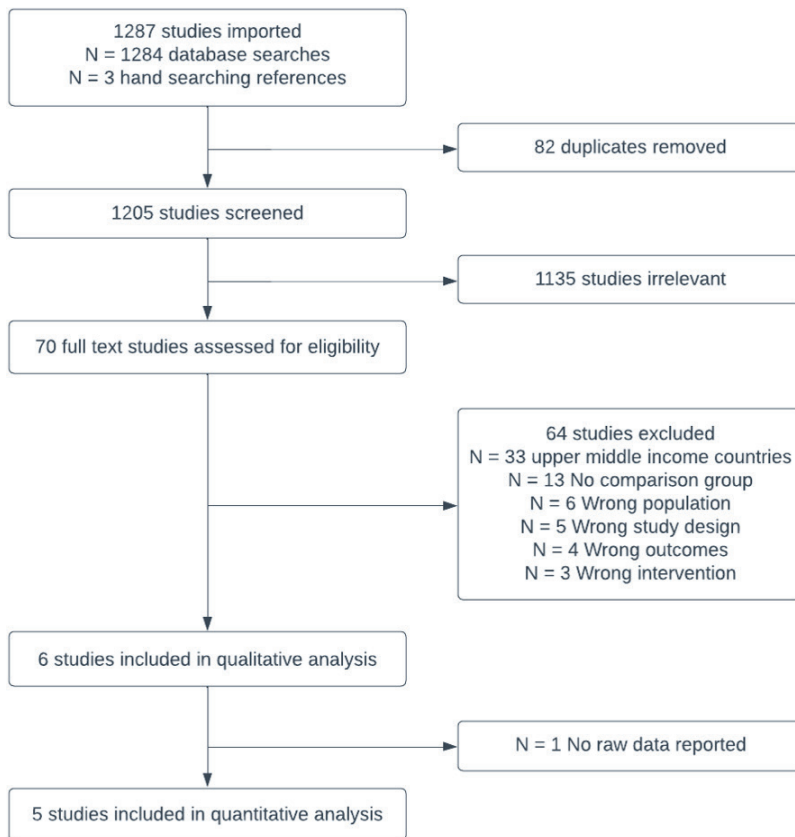 1287 studies imported
N = 1284 database searches
N = 3 hand searching references
82 duplicates removed
1205 studies screened
1135 studies irrelevant
70 full text studies assessed for eligibility
64 studies excluded
N = 33 upper middle income countries
N = 13 No comparison group
N = 6 Wrong population
N = 5 Wrong study design
N = 4 Wrong outcomes
N = 3 Wrong intervention
6 studies included in qualitative analysis
N = 1 No raw data reported
5 studies included in quantitative analysis